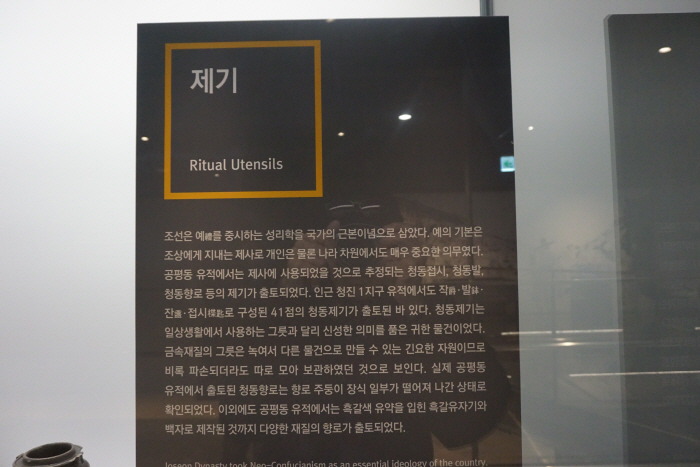 제기
Ritual Utensils
조선은 예禮를 중시하는 성리학을 국가의 근본이념으로 삼았다. 예의 기본은
조상에게 지내는 제사로 개인은 물론 나라 차원에서도 매우 중요한 의무였다.
공평동 유적에서는 제사에 사용되었을 것으로 추정되는 청동접시, 청동발,
청동향로 등의 제기가 출토되었다. 인근 청진 1지구 유적에서도 작爵·발鉢·
잔盞·접시楪匙로 구성된 41점의 청동제기가 출토된 바 있다. 청동제기는
일상생활에서 사용하는 그릇과 달리 신성한 의미를 품은 귀한 물건이었다.
금속재질의 그릇은 녹여서 다른 물건으로 만들 수 있는 긴요한 자원이므로
비록 파손되더라도 따로 모아 보관하였던 것으로 보인다. 실제 공평동
유적에서 출토된 청동향로는 향로 주둥이 장식 일부가 떨어져 나간 상태로
확인되었다. 이외에도 공평동 유적에서는 흑갈색 유약을 입힌 흑갈유자기와
백자로 제작된 것까지 다양한 재질의 향로가 출토되었다.
Joseon Dynasty took Neo-Confucianism as an essential ideology of the country.